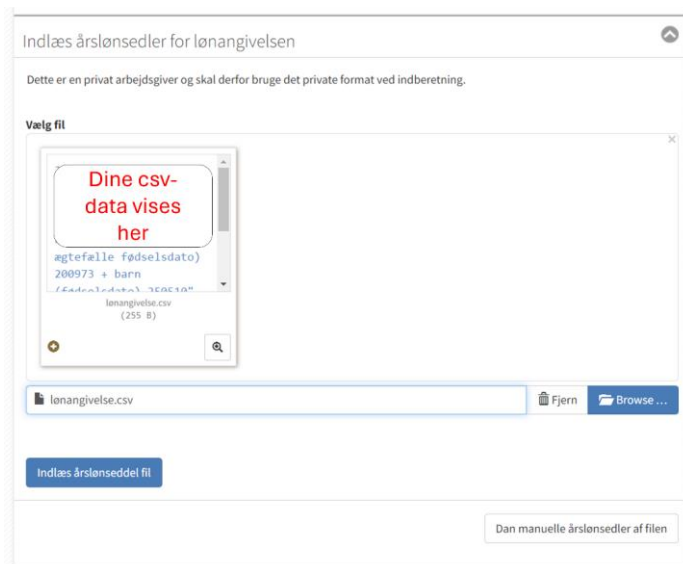 Indlæs årslønsedler for lønangivelsen
Dette er en privat arbejdsgiver og skal derfor bruge det private format ved indberetning.
Vælg fil
Dine csv-
data vises
her
ægtefælle fødselsdato)
200973 + barn
(fødselsdato) 250510"
lønangivelse.csv
(255 B)
lønangivelse.csv
Fjern
Browse ...
Indlæs årslønseddel fil
Dan manuelle årslønsedler af filen